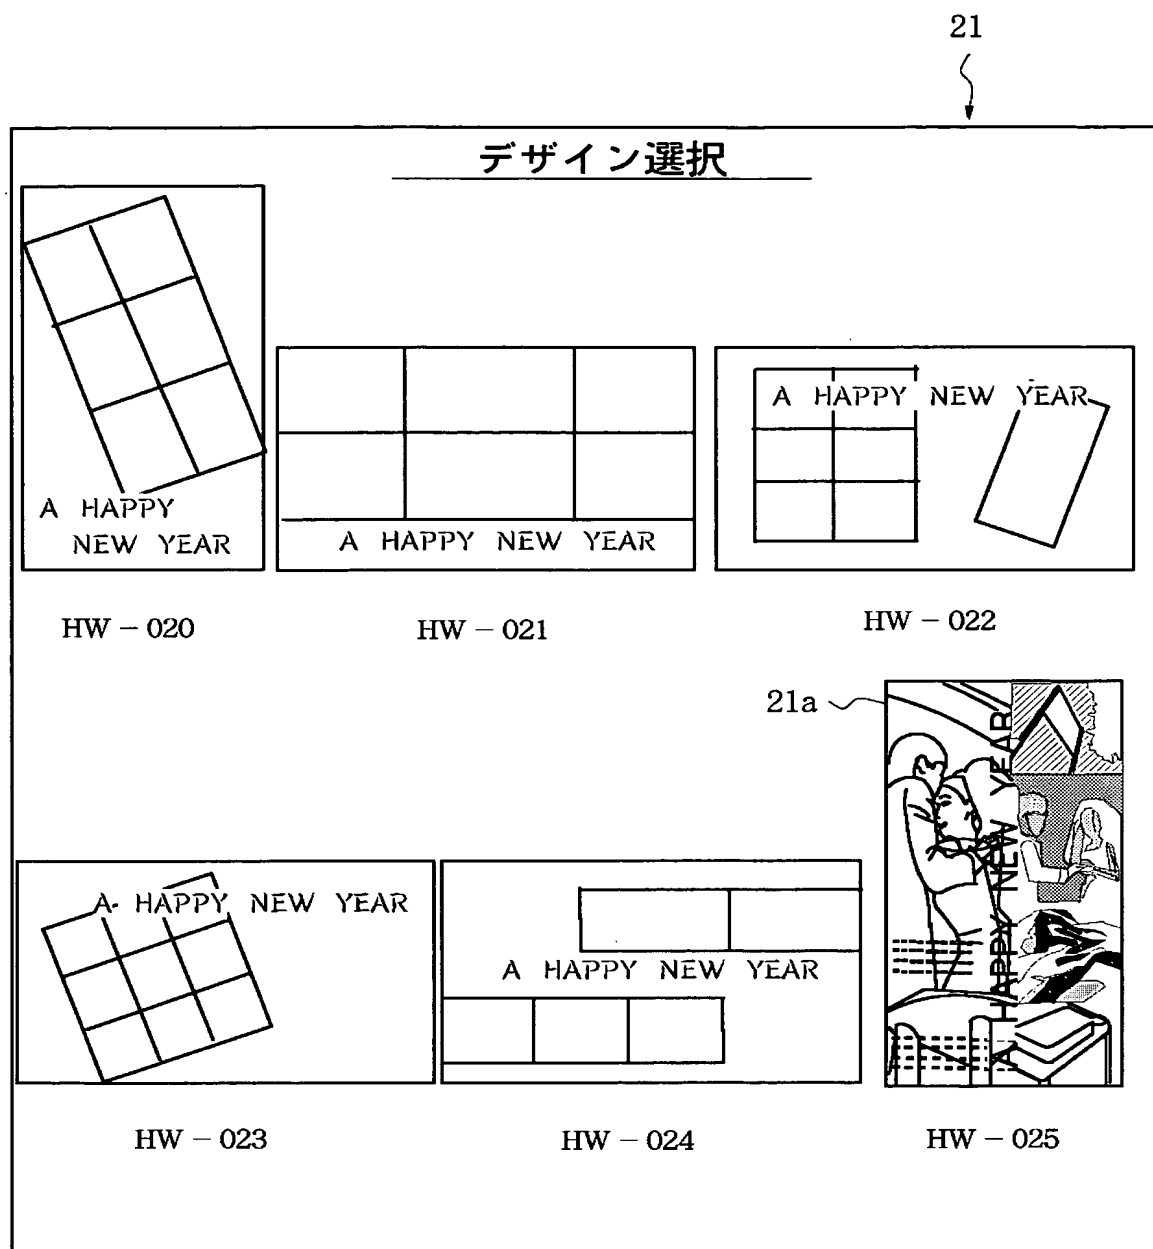 21
デザイン選択
A HAPPY
NEW YEAR
HW－020
A HAPPY NEW YEAR
HW－021
A HAPPY NEW YEAR
HW－022
21a
A HAPPY NEW YEAR
HW－023
A HAPPY NEW YEAR
HW－024
A HAPPY NEW YEAR
HW－025